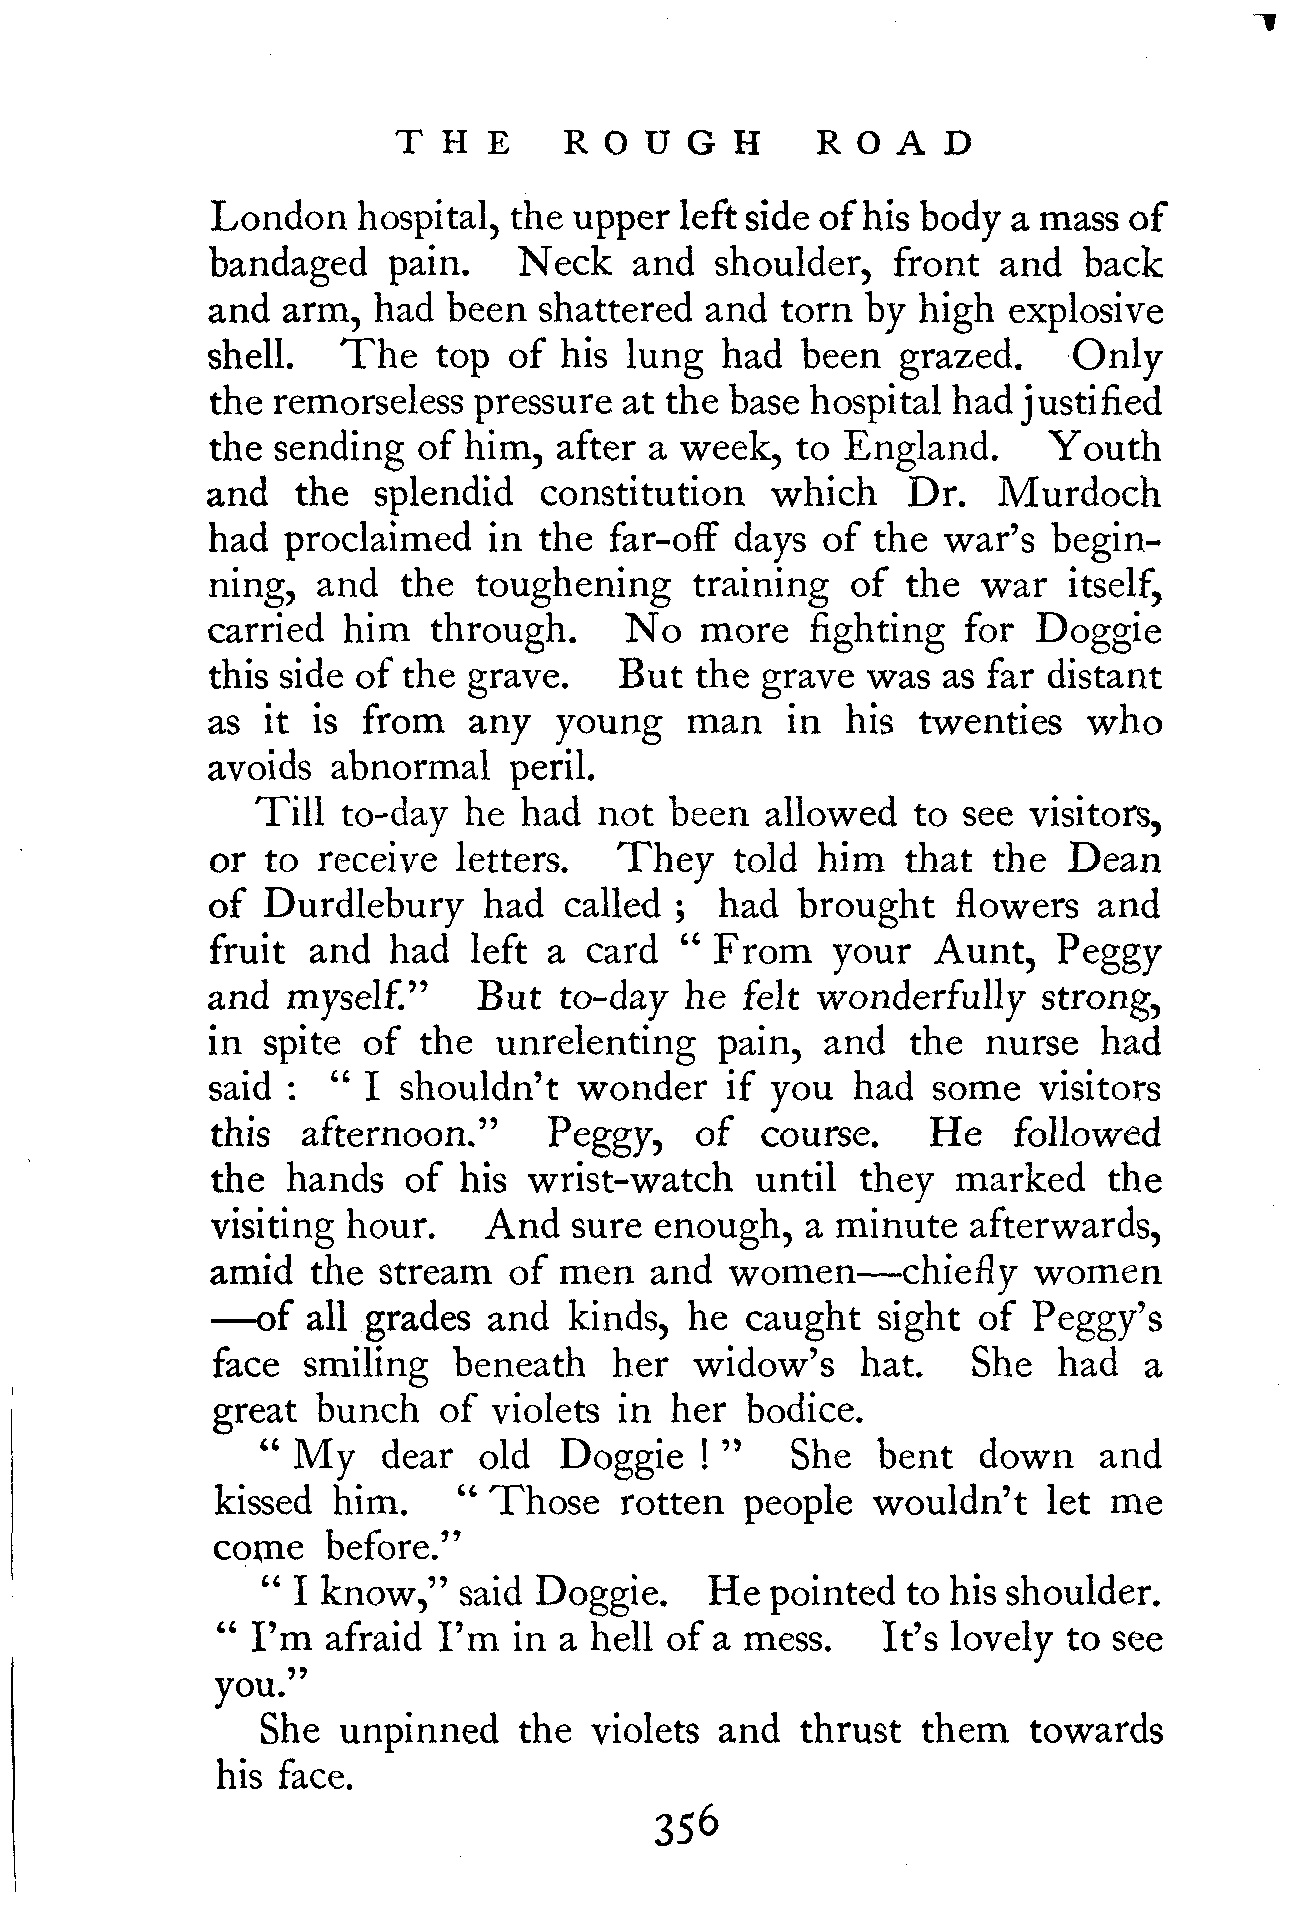 THE ROUGH ROAD
London hospital, the upper left side of his body a mass of
bandaged pain. Neck and shoulder, front and back
and arm, had been shattered and torn by high explosive
shell. The top of his lung had been grazed. Only
the remorseless pressure at the base hospital had justified
the sending of him, after a week, to England. Youth
and the splendid constitution which Dr. Murdoch
had proclaimed in the far-off days of the war's begin-
ning, and the toughening training of the war itself,
carried him through. No more fighting for Doggie
this side of the grave. But the grave was as far distant
as it is from any young man in his twenties who
avoids abnormal peril.
Till to-day he had not been allowed to see visitors,
or to receive letters. They told him that the Dean
of Durdlebury had called ; had brought flowers and
fruit and had left a card “ From your Aunt, Peggy
and myself.” But to-day he felt wonderfully strong,
in spite of the unrelenting pain, and the nurse had
said : “ I shouldn't wonder if you had some visitors
this afternoon.” Peggy, of course. He followed
the hands of his wrist-watch until they marked the
visiting hour. And sure enough, a minute afterwards,
amid the stream of men and women—chiefly women
—of all grades and kinds, he caught sight of Peggy's
face smiling beneath her widow's hat. She had a
great bunch of violets in her bodice.
“ My dear old Doggie ! ” She bent down and
kissed him. “ Those rotten people wouldn't let me
come before.”
“ I know,” said Doggie. He pointed to his shoulder.
“ I'm afraid I'm in a hell of a mess. It's lovely to see
you.”
She unpinned the violets and thrust them towards
his face.
356